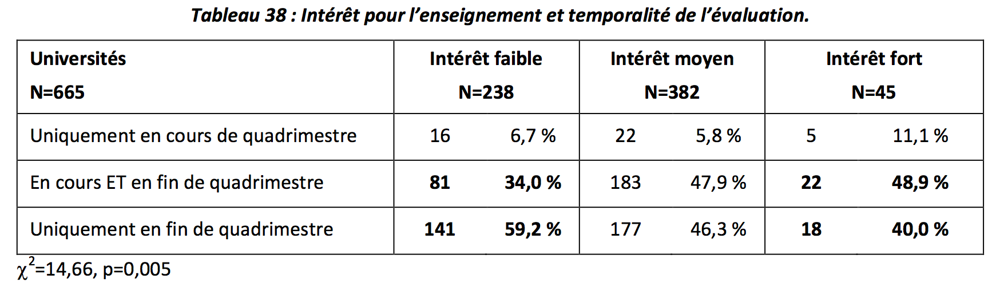 Tableau 38 : Intérêt pour l’enseignement et temporalité de l’évaluation.
Universités Intérêt faible Intérêt moyen Intérêt fort
N=665 N=238 N=382 N=45
Uniquement en cours de quadrimestre 16 6,7 % 22 5,8 % 5 11,1 %
En cours ET en fin de quadrimestre 81 34,0 % 183 47,9 % 22 48,9 %
Uniquement en fin de quadrimestre 141 59,2 % 177 46,3 % 18 40,0 %
χ²=14,66, p=0,005